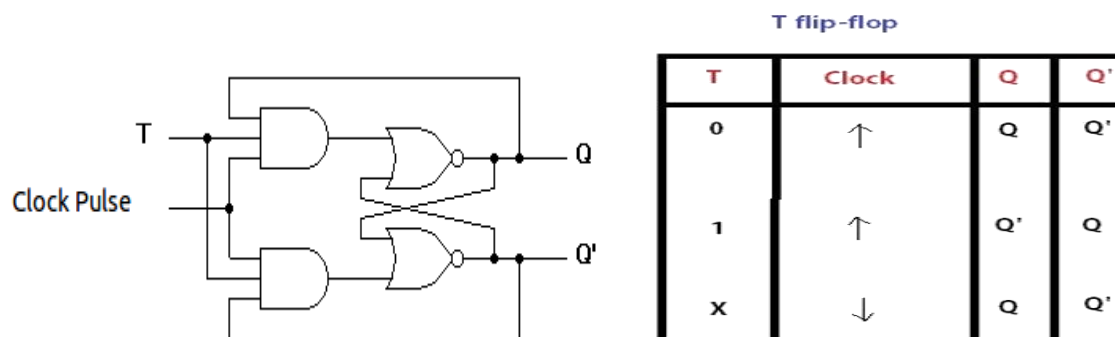 T flip-flop
T Clock Q Q'
0 ↑ Q Q'
1 ↑ Q' Q
X ↓ Q Q'
T
Clock Pulse
Q
Q'